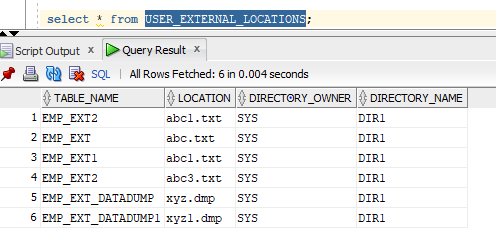 select * from USER_EXTERNAL_LOCATIONS;
Script Output × Query Result ×
SQL | All Rows Fetched: 6 in 0.004 seconds
TABLE_NAME LOCATION DIRECTORY_OWNER DIRECTORY_NAME
1 EMP_EXT2 abc1.txt SYS DIR1
2 EMP_EXT abc.txt SYS DIR1
3 EMP_EXT1 abc1.txt SYS DIR1
4 EMP_EXT2 abc3.txt SYS DIR1
5 EMP_EXT_DATADUMP xyz.dmp SYS DIR1
6 EMP_EXT_DATADUMP1 xyz1.dmp SYS DIR1